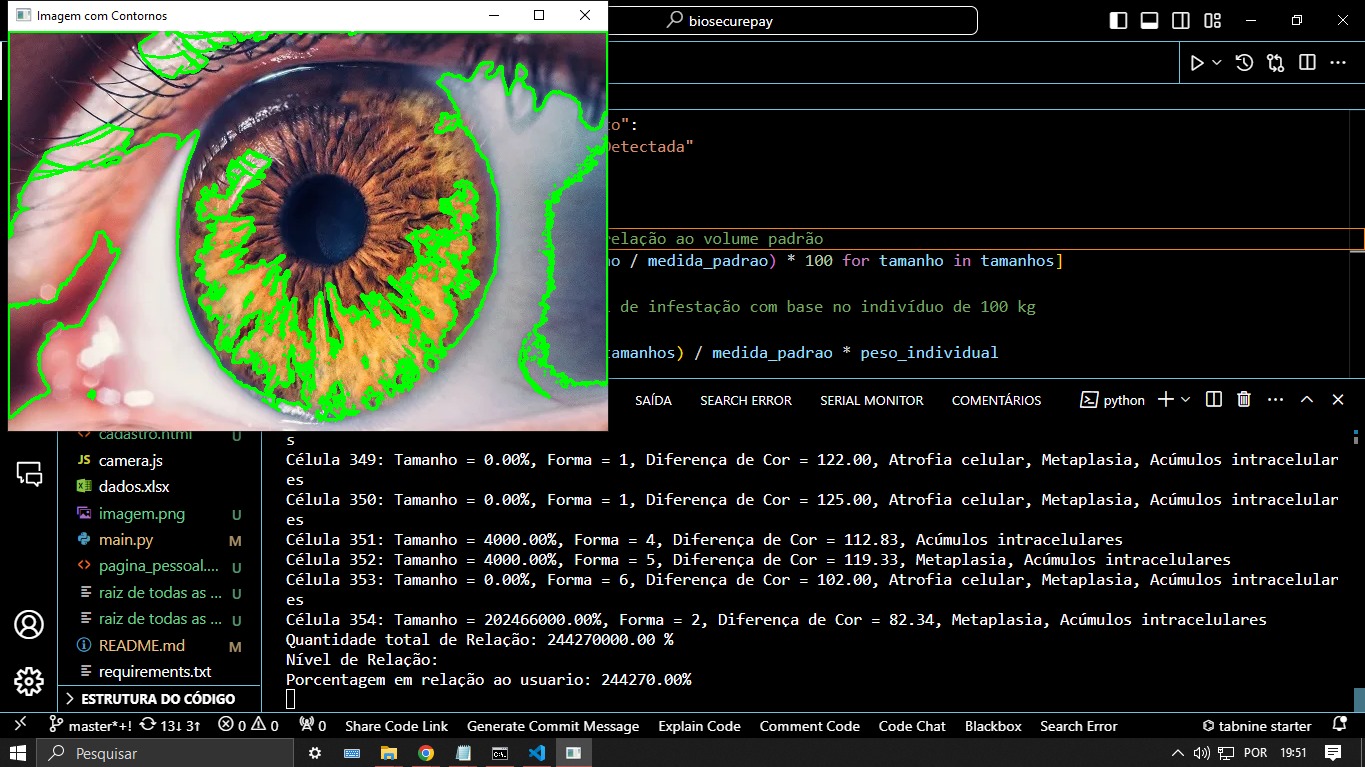 Imagem com Contornos
biosecurepay
to":
Detectada"
relação ao volume padrão
/ medida_padrao) * 100 for tamanho in tamanhos]
de infestação com base no indivíduo de 100 kg
tamanhos) / medida_padrao * peso_individual
SAÍDA
SEARCH ERROR
SERIAL MONITOR
COMENTÁRIOS
python
cadastro.html U
JS camera.js
dados.xlsx
imagem.png U
main.py M
pagina_pessoal.... U
raiz de todas as ... U
raiz de todas as ... U
README.md M
requirements.txt
ESTRUTURA DO CÓDIGO
s
Célula 349: Tamanho = 0.00%, Forma = 1, Diferença de Cor = 122.00, Atrofia celular, Metaplasia, Acúmulos intracelular
es
Célula 350: Tamanho = 0.00%, Forma = 1, Diferença de Cor = 125.00, Atrofia celular, Metaplasia, Acúmulos intracelular
es
Célula 351: Tamanho = 4000.00%, Forma = 4, Diferença de Cor = 112.83, Acúmulos intracelulares
Célula 352: Tamanho = 4000.00%, Forma = 5, Diferença de Cor = 119.33, Metaplasia, Acúmulos intracelulares
Célula 353: Tamanho = 0.00%, Forma = 6, Diferença de Cor = 102.00, Atrofia celular, Metaplasia, Acúmulos intracelular
es
Célula 354: Tamanho = 202466000.00%, Forma = 2, Diferença de Cor = 82.34, Metaplasia, Acúmulos intracelulares
Quantidade total de Relação: 244270000.00 %
Nível de Relação:
Porcentagem em relação ao usuario: 244270.00%
master*+! 13↓ 3↑ 0 0 0 Share Code Link Generate Commit Message Explain Code Comment Code Code Chat Blackbox Search Error tabnine starter
Pesquisar
POR 19:51